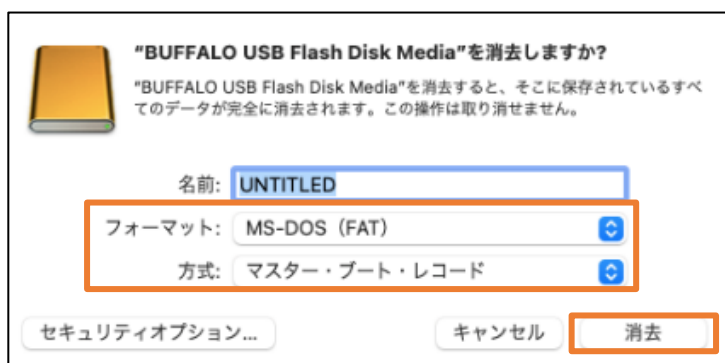 "BUFFALO USB Flash Disk Media"を消去しますか?
"BUFFALO USB Flash Disk Media"を消去すると、そこに保存されているすべ
てのデータが完全に消去されます。この操作は取り消せません。
名前: UNTITLED
フォーマット: MS-DOS（FAT）
方式: マスター・ブート・レコード
セキュリティオプション... キャンセル 消去